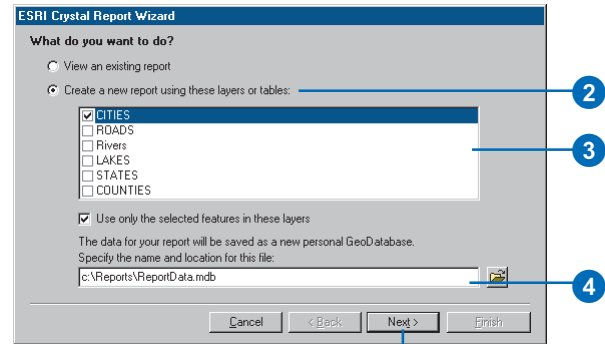 ESRI Crystal Report Wizard
What do you want to do?
View an existing report
Create a new report using these layers or tables:
2
CITIES
ROADS
Rivers
LAKES
STATES
COUNTIES
3
Use only the selected features in these layers
The data for your report will be saved as a new personal GeoDatabase.
Specify the name and location for this file:
c:\Reports\ReportData.mdb
4
Cancel
< Back
Next >
Finish